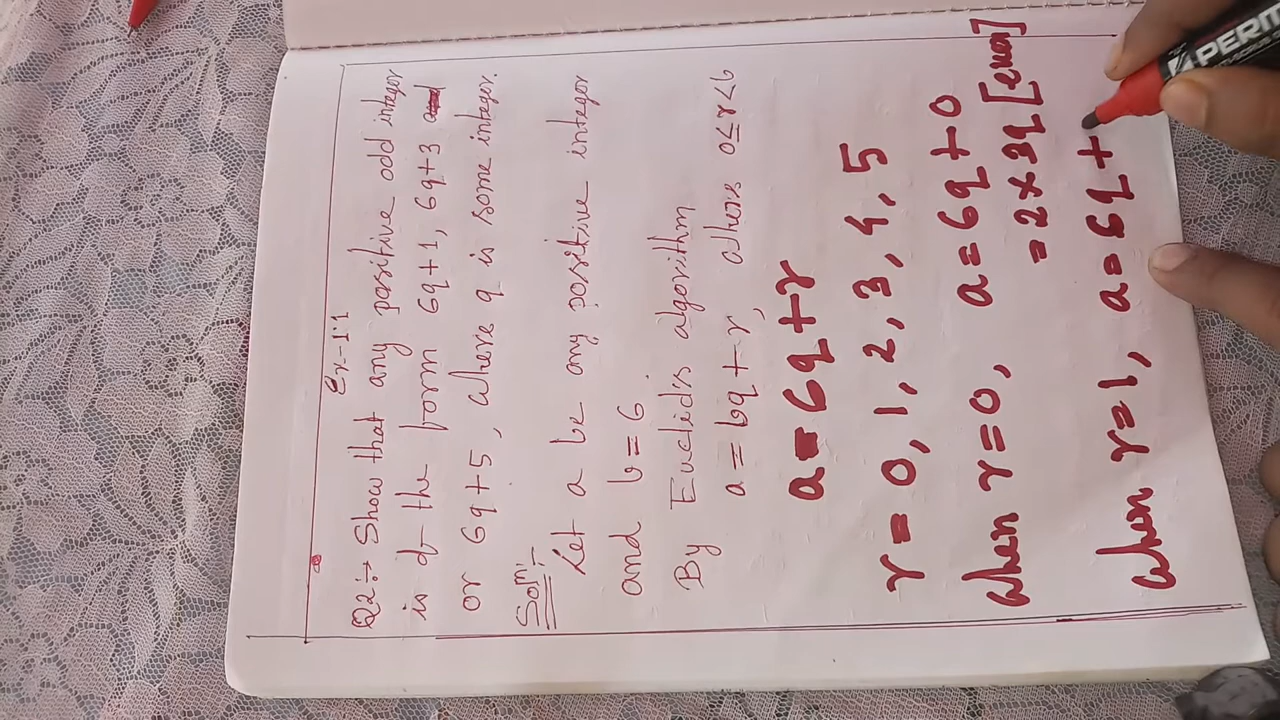 Ex-1.1
Q2:→ Show that any positive odd integer
is of the form 6q+1, 6q+3
or 6q+5, where q is some integer.
Soln:-
Let a be any positive integer
and b=6
By Euclid's algorithm
a = bq + r, where 0≤r<b
a = 6q+r
r = 0, 1, 2, 3, 4, 5
When r=0, a=6q+0
=2×3q [even]
When r=1, a=6q+
PERM